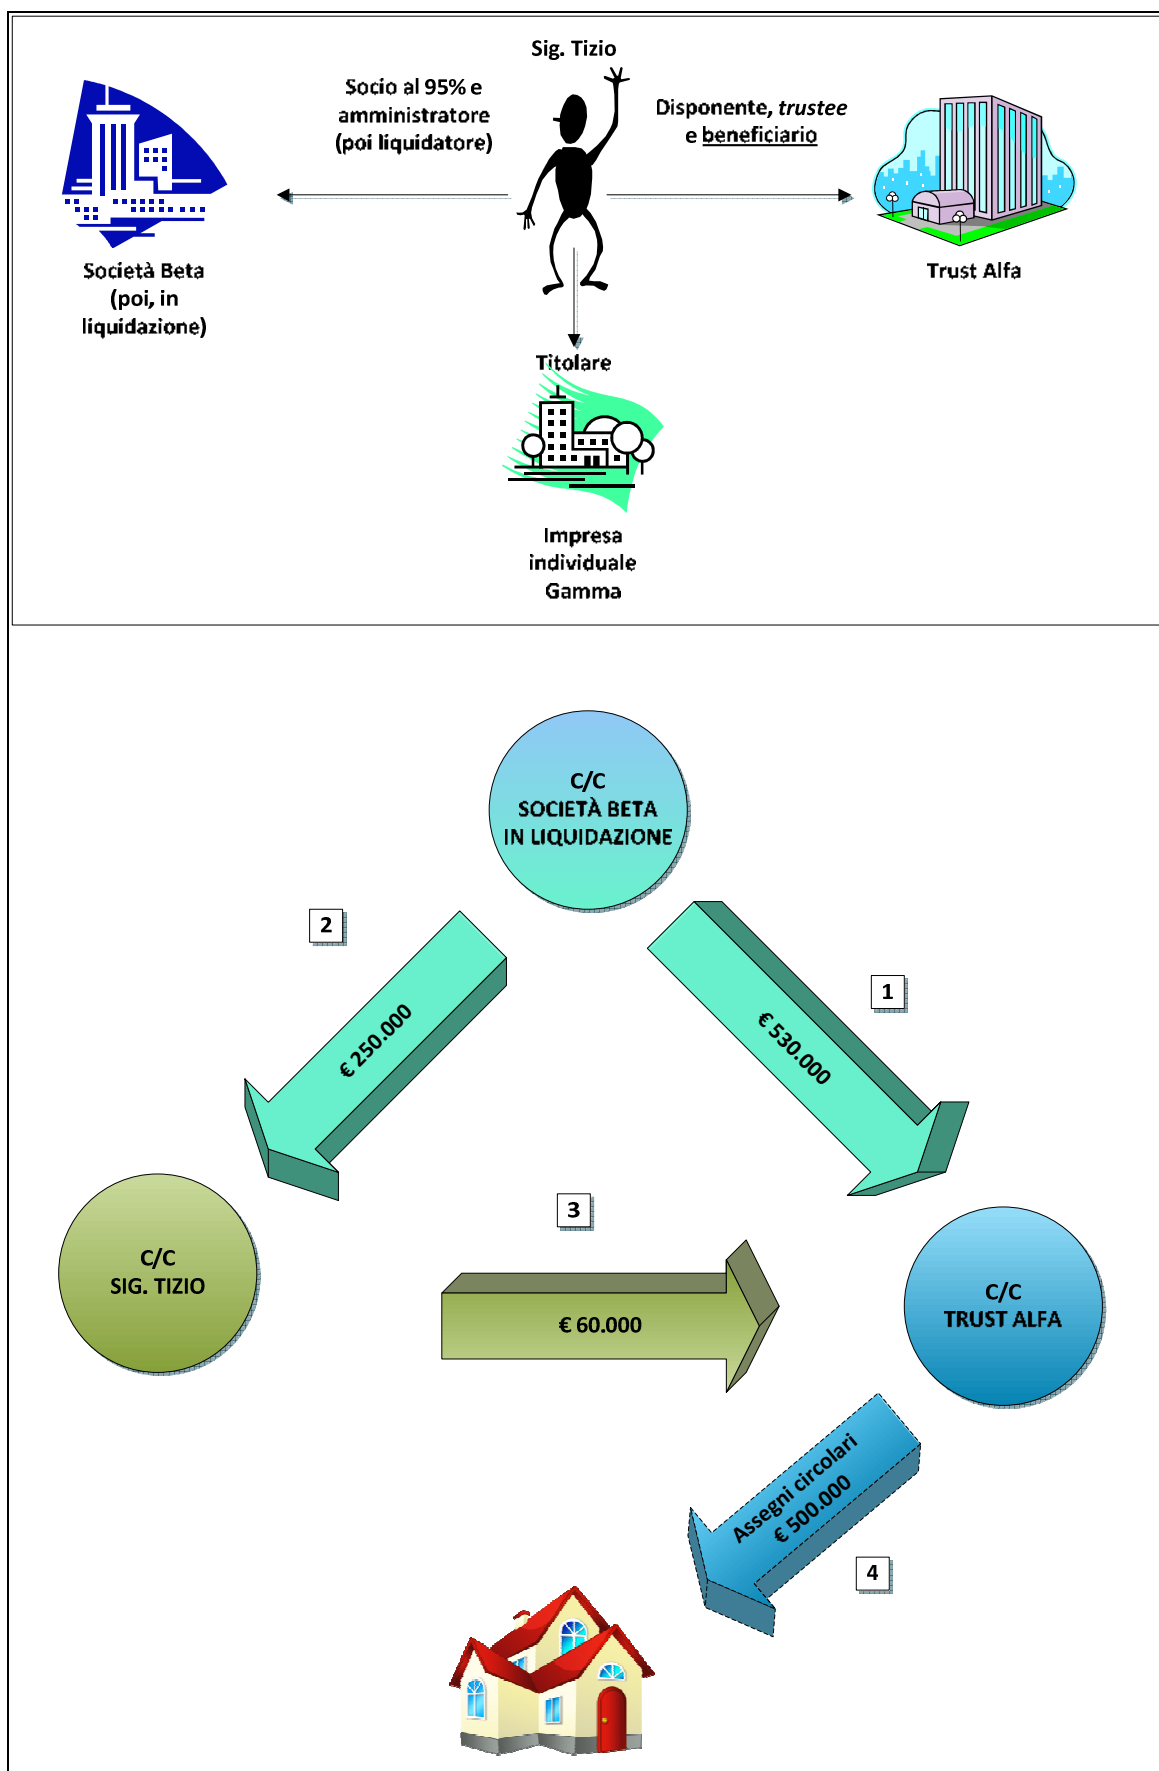 Sig. Tizio
Socio al 95% e
amministratore
(poi liquidatore)
Disponente, trustee
e beneficiario
Società Beta
(poi, in
liquidazione)
Trust Alfa
Titolare
Impresa
individuale
Gamma
C/C
SOCIETÀ BETA
IN LIQUIDAZIONE
2
1
€ 250.000
€ 530.000
3
C/C
SIG. TIZIO
€ 60.000
C/C
TRUST ALFA
Assegni circolari
€ 500.000
4